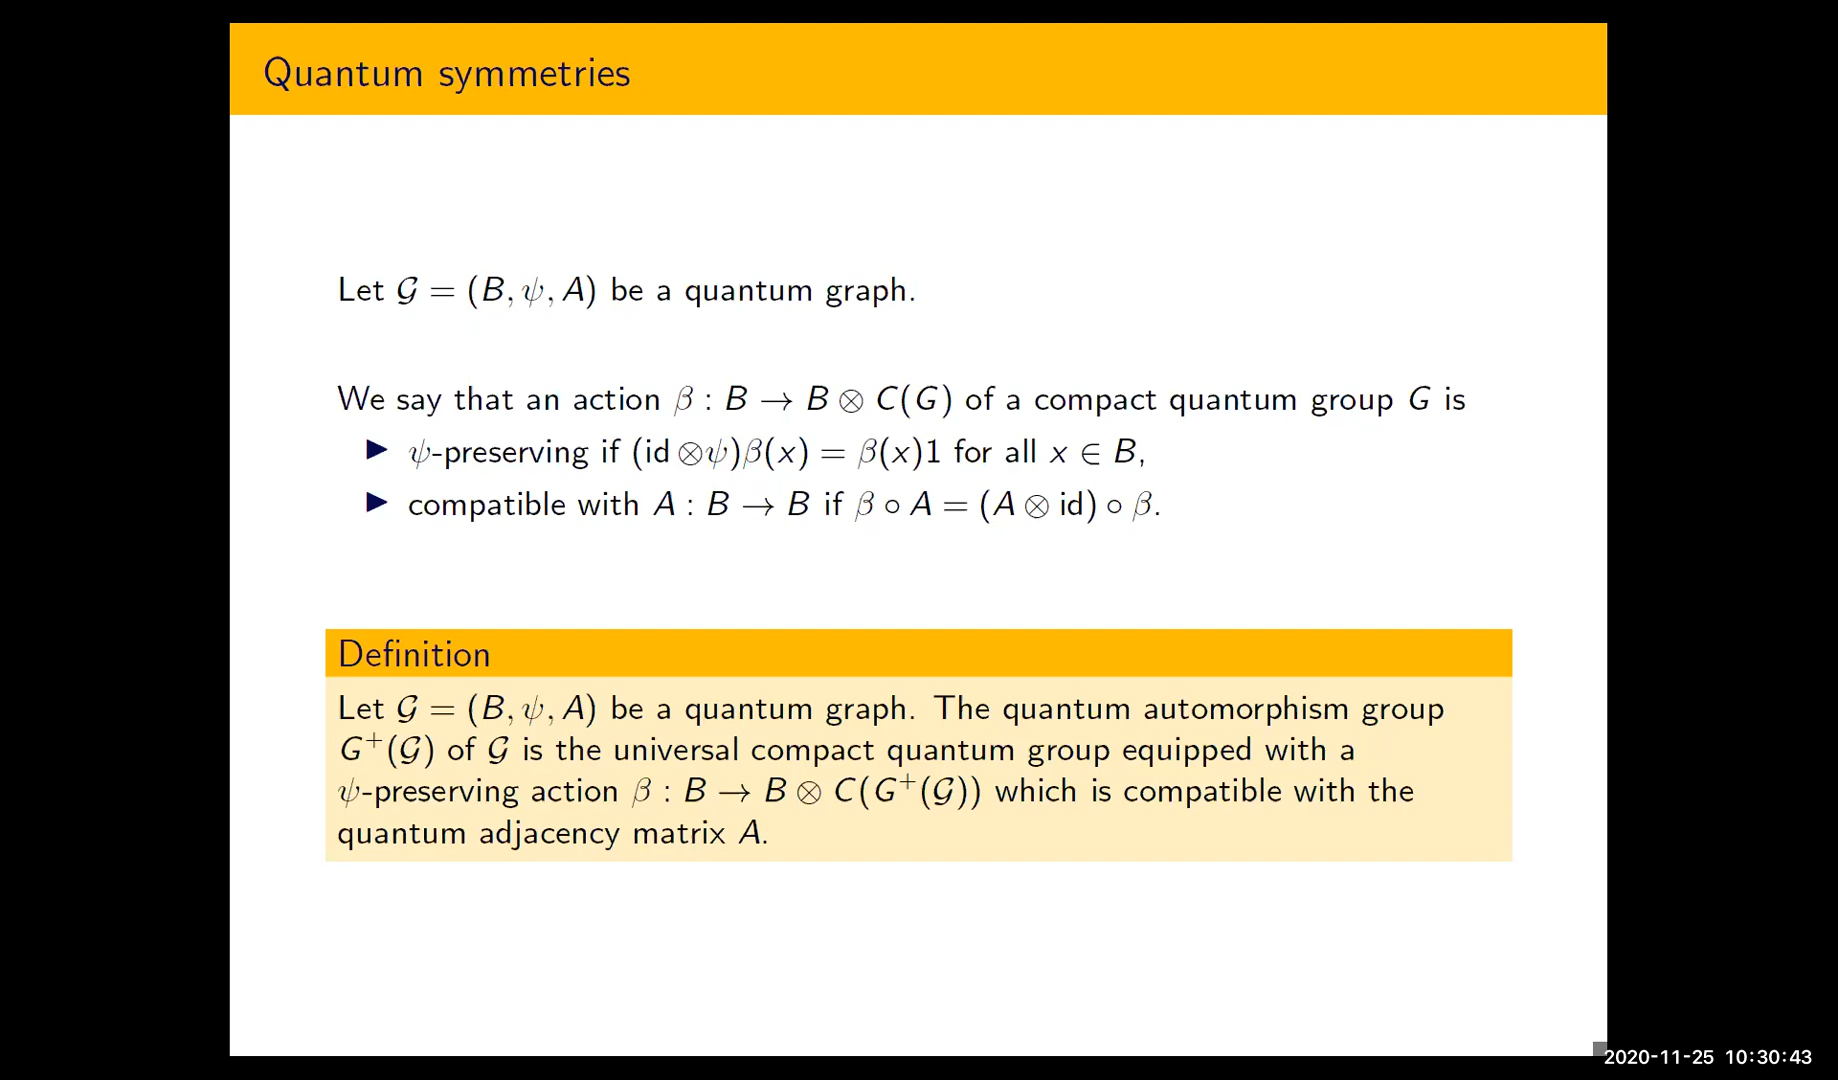 Quantum symmetries
Let 𝒢 = (B, ψ, A) be a quantum graph.
We say that an action β : B → B ⊗ C(G) of a compact quantum group G is
▶ ψ-preserving if (id ⊗ψ)β(x) = β(x)1 for all x ∈ B,
▶ compatible with A : B → B if β ∘ A = (A ⊗ id) ∘ β.
Definition
Let 𝒢 = (B, ψ, A) be a quantum graph. The quantum automorphism group
G⁺(𝒢) of 𝒢 is the universal compact quantum group equipped with a
ψ-preserving action β : B → B ⊗ C(G⁺(𝒢)) which is compatible with the
quantum adjacency matrix A.
2020-11-25 10:30:43